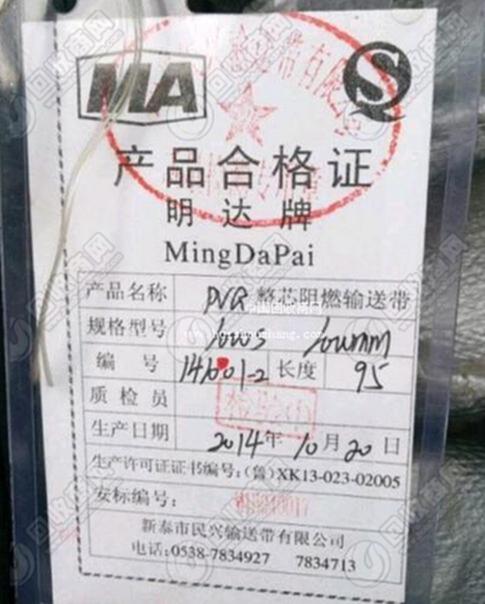 MA
产品合格证
明达牌
MingDaPai
产品名称 PVG 整芯阻燃输送带
规格型号 1000S
编 号 14601-2 长度 95
质检员
生产日期 2014年10月20日
生产许可证证书编号:(鲁)XK13-023-02005
安标编号:
新泰市民兴输送带有限公司
电话:0538-7834927 7834713